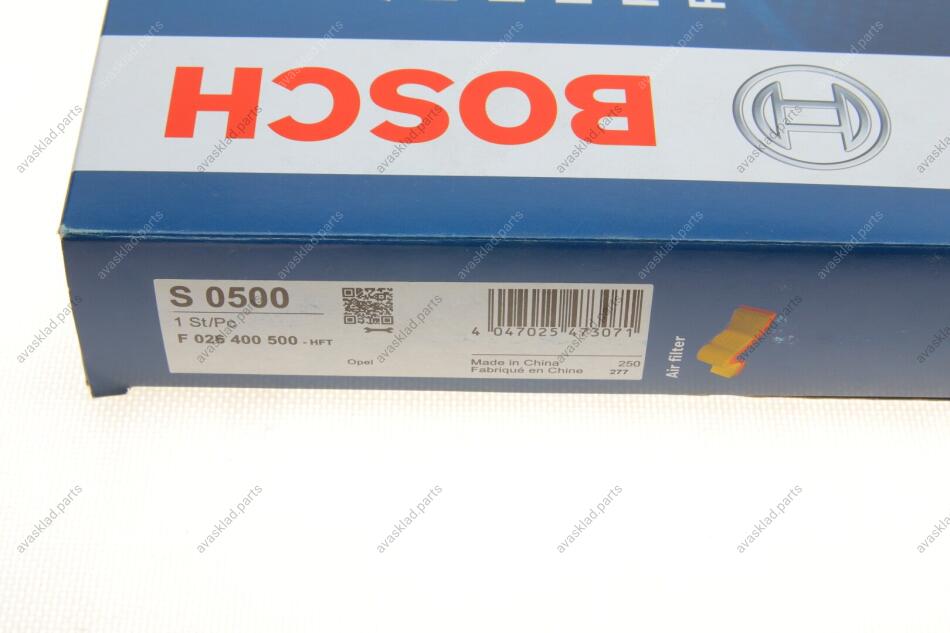 BOSCH
S 0500
1 St/Pc
F 026 400 500 - HFT
Opel
4 047025 473071
Made in China 250
Fabriqué en Chine 277
Air filter
avasklad.parts